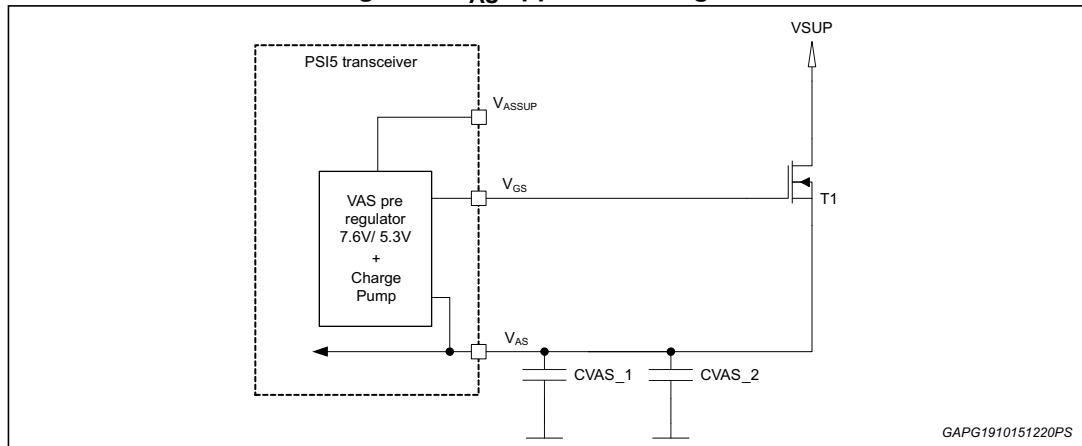 VSUP
PSI5 transceiver
VASSUP
VAS pre
regulator
7.6V/ 5.3V
+
Charge
Pump
VGS
T1
VAS
CVAS_1
CVAS_2
GAPG1910151220PS